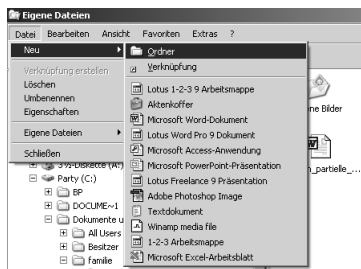 Eigene Dateien
Datei Bearbeiten Ansicht Favoriten Extras ?
Neu
Verknüpfung erstellen
Löschen
Umbenennen
Eigenschaften
Eigene Dateien
Schließen
Ordner
Verknüpfung
Lotus 1-2-3 9 Arbeitsmappe
Aktenkoffer
Microsoft Word-Dokument
Lotus Word Pro 9 Dokument
Microsoft Access-Anwendung
Microsoft PowerPoint-Präsentation
Lotus Freelance 9 Präsentation
Adobe Photoshop Image
Textdokument
Winamp media file
1-2-3 Arbeitsmappe
Microsoft Excel-Arbeitsblatt
3½-Diskette (A:)
Party (C:)
BP
DOCUME~1
Dokumente u
All Users
Besitzer
familie
ne Bilder
n_partielle_...